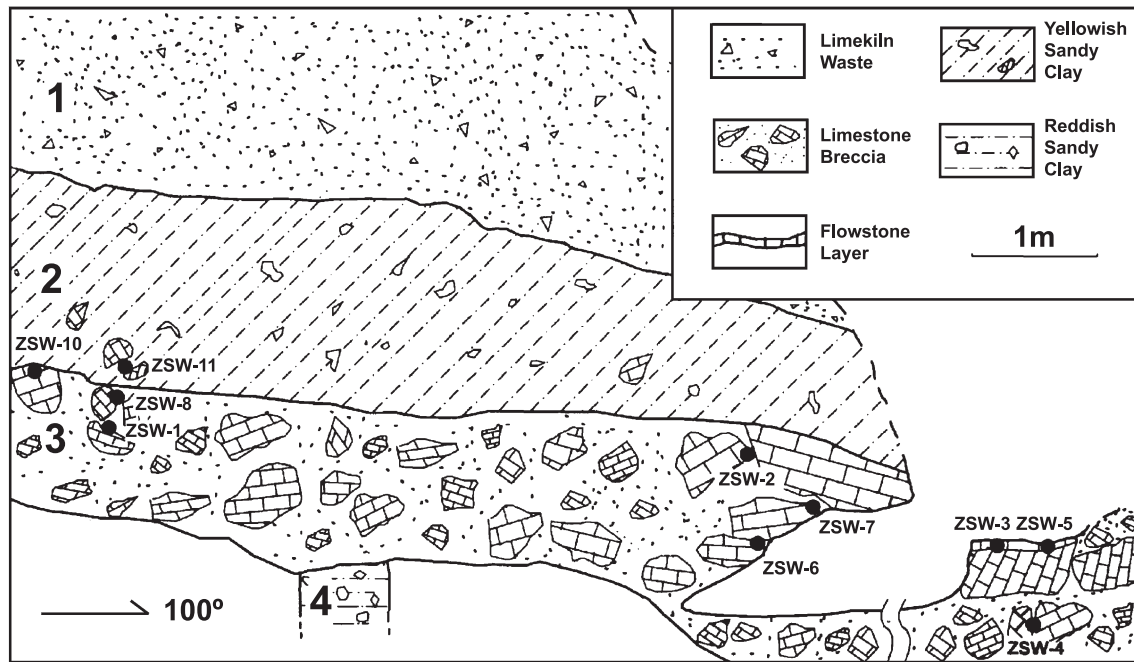 1
2
3
4
ZSW-10
ZSW-11
ZSW-8
ZSW-1
ZSW-2
ZSW-7
ZSW-6
ZSW-3 ZSW-5
ZSW-4
100º
Limekiln
Waste
Limestone
Breccia
Flowstone
Layer
Yellowish
Sandy
Clay
Reddish
Sandy
Clay
1m